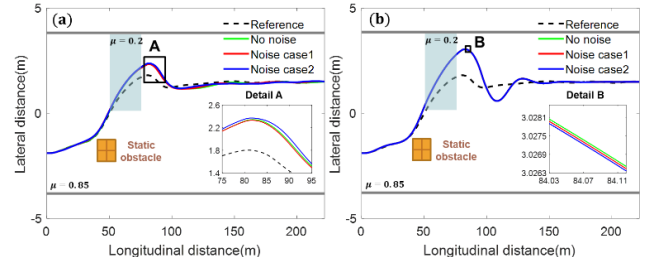 (a)
μ = 0.2
A
Reference
No noise
Noise case1
Noise case2
Detail A
2.6
2.2
1.8
1.4
75 80 85 90 95
Static
obstacle
μ = 0.85
5
0
-5
0 50 100 150 200
Lateral distance(m)
Longitudinal distance(m)
(b)
μ = 0.2
B
Reference
No noise
Noise case1
Noise case2
Detail B
3.0281
3.0269
3.0263
84.03 84.07 84.11
Static
obstacle
μ = 0.85
5
0
-5
0 50 100 150 200
Lateral distance(m)
Longitudinal distance(m)